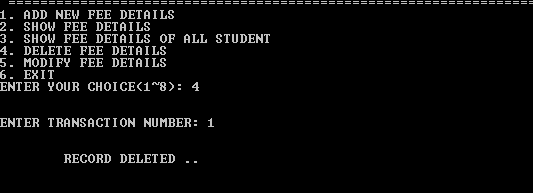 ================================================================
1. ADD NEW FEE DETAILS
2. SHOW FEE DETAILS
3. SHOW FEE DETAILS OF ALL STUDENT
4. DELETE FEE DETAILS
5. MODIFY FEE DETAILS
6. EXIT
ENTER YOUR CHOICE(1~8): 4
ENTER TRANSACTION NUMBER: 1
RECORD DELETED ..